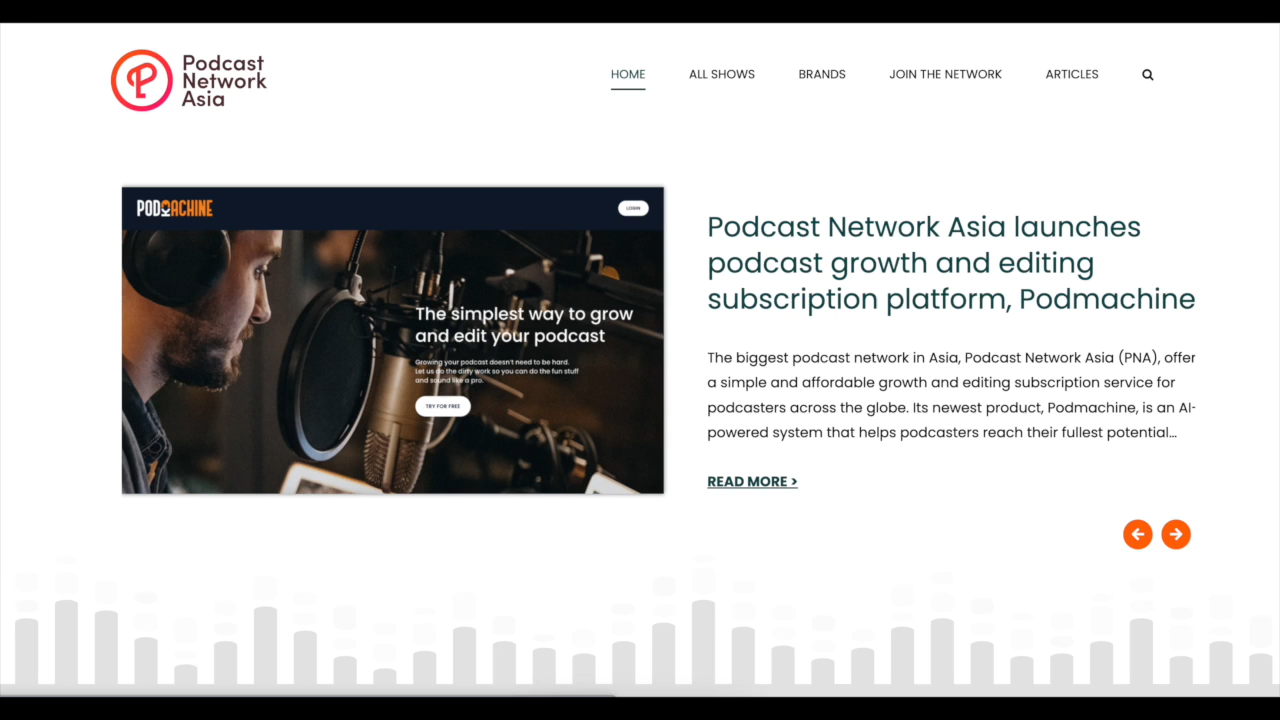 Podcast
Network
Asia
HOME
ALL SHOWS
BRANDS
JOIN THE NETWORK
ARTICLES
PODMACHINE
LOGIN
The simplest way to grow
and edit your podcast
Growing your podcast doesn't need to be hard.
Let us do the dirty work so you can do the fun stuff
and sound like a pro.
TRY FOR FREE
Podcast Network Asia launches
podcast growth and editing
subscription platform, Podmachine
The biggest podcast network in Asia, Podcast Network Asia (PNA), offer
a simple and affordable growth and editing subscription service for
podcasters across the globe. Its newest product, Podmachine, is an AI-
powered system that helps podcasters reach their fullest potential...
READ MORE >